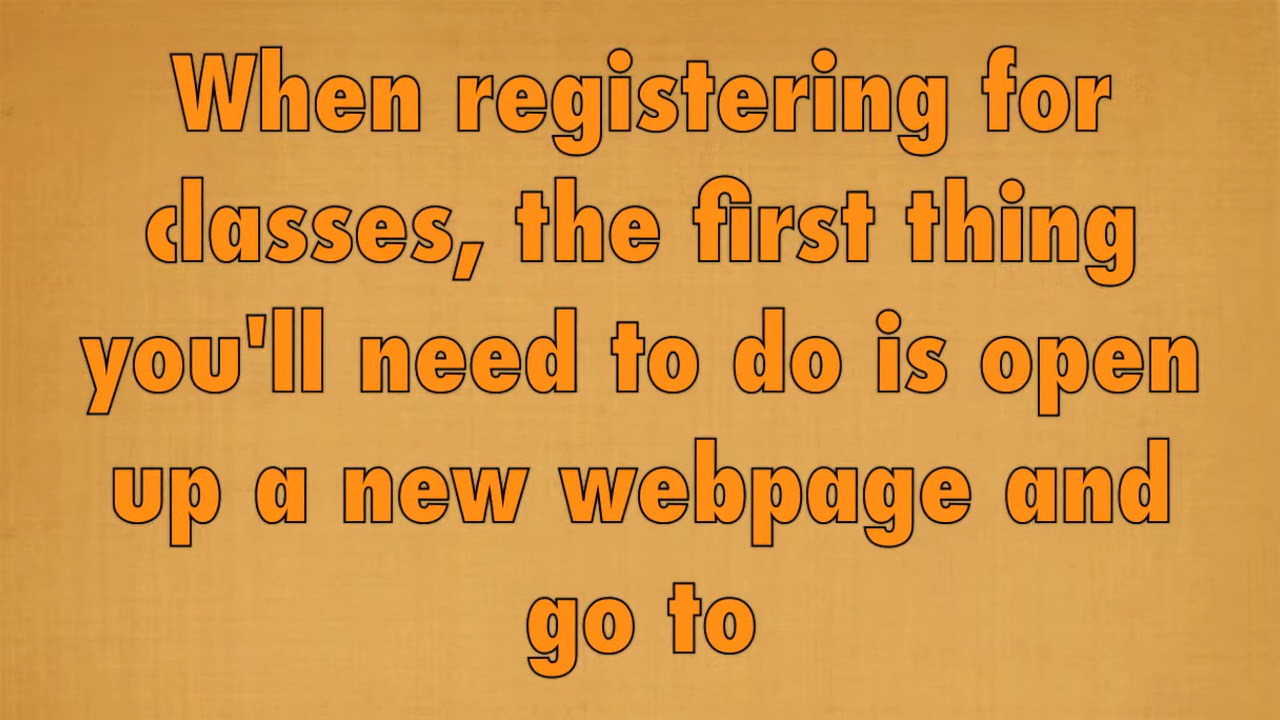 When registering for
classes, the first thing
you'll need to do is open
up a new webpage and
go to